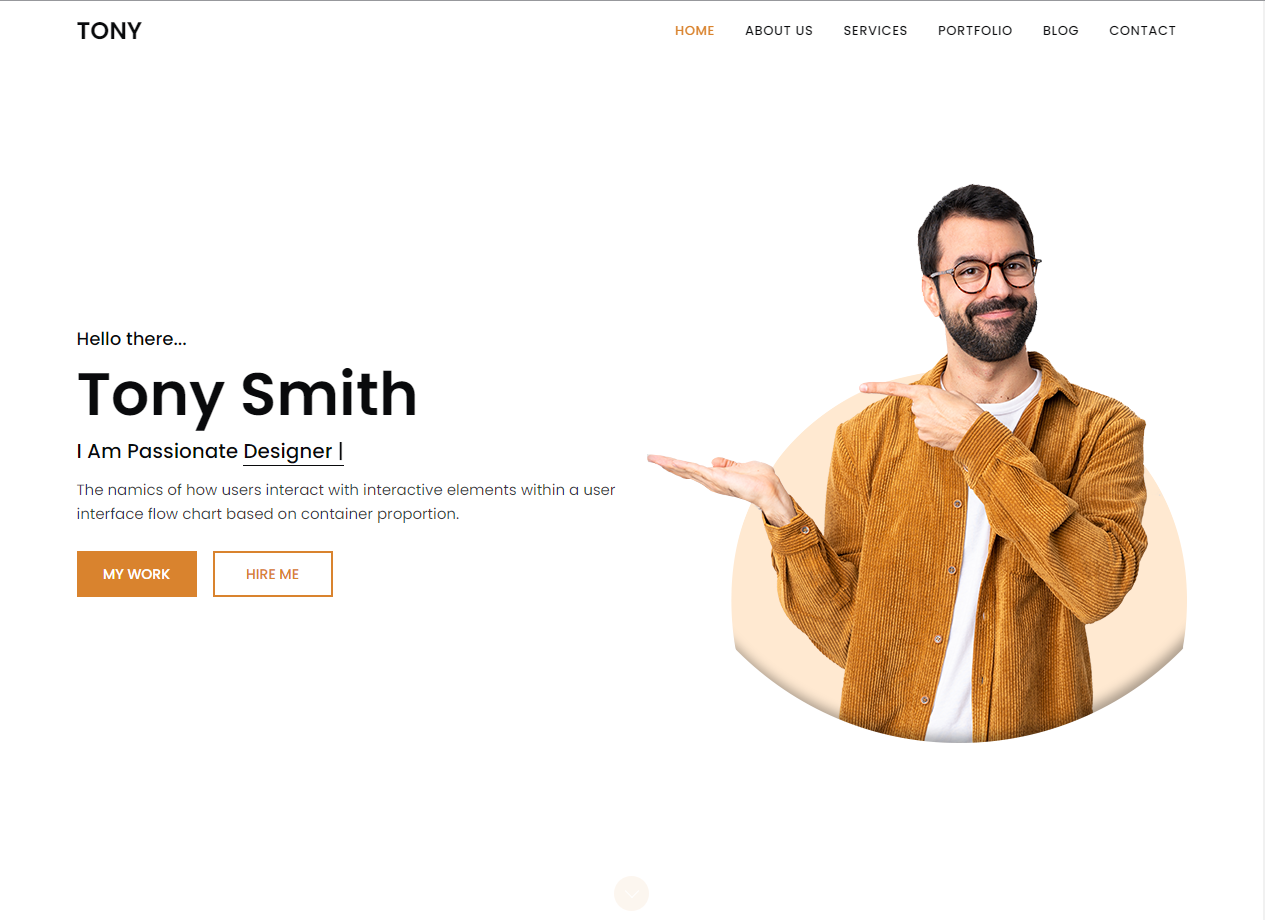 TONY
HOME ABOUT US SERVICES PORTFOLIO BLOG CONTACT
Hello there...
Tony Smith
I Am Passionate Designer |
The namics of how users interact with interactive elements within a user
interface flow chart based on container proportion.
MY WORK HIRE ME